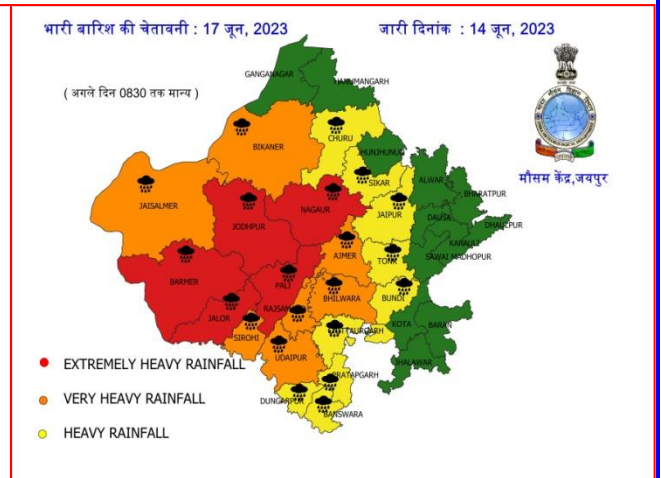 भारी बारिश की चेतावनी : 17 जून, 2023
जारी दिनांक : 14 जून, 2023
( अगले दिन 0830 तक मान्य )
मौसम केंद्र,जयपुर
GANGANAGAR
HANUMANGARH
BIKANER
CHURU
JHUNJHUNU
SIKAR
ALWAR
BHARATPUR
JAISALMER
NAGAUR
JAIPUR
DAUSA
DHAULPUR
JODHPUR
KARAULI
AJMER
TONK
SAWAI MADHOPUR
BARMER
PALI
BHILWARA
BUNDI
JALOR
RAJSAM
KOTA
BARAN
SIROHI
CHITTAURGARH
UDAIPUR
JHALAWAR
PRATAPGARH
DUNGARPUR
BANSWARA
EXTREMELY HEAVY RAINFALL
VERY HEAVY RAINFALL
HEAVY RAINFALL